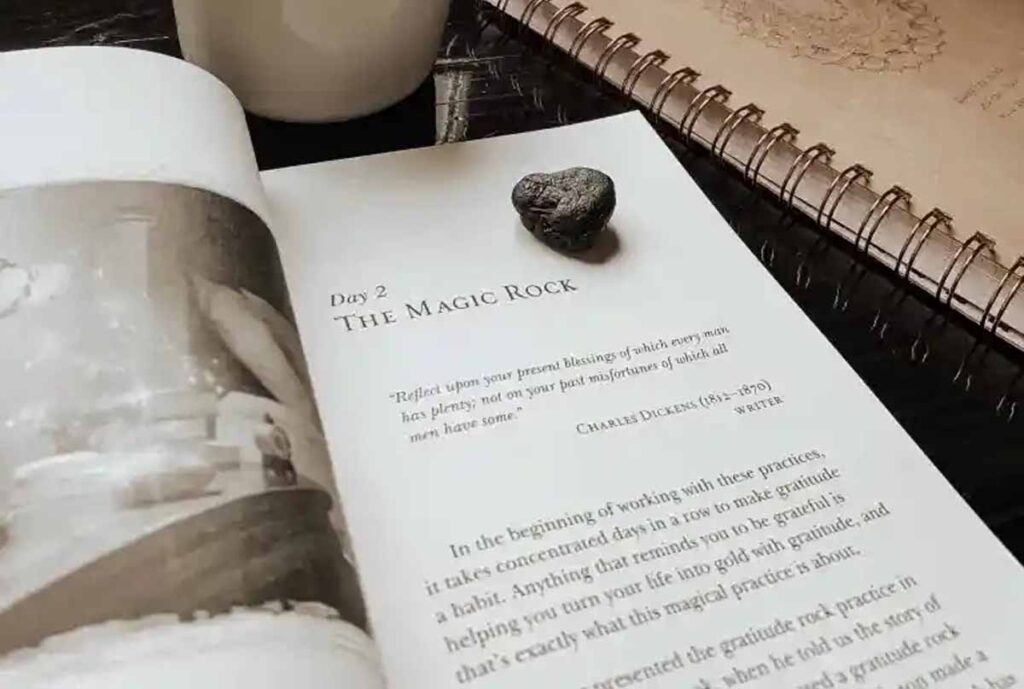 Day 2
THE MAGIC ROCK
"Reflect upon your present blessings of which every man
has plenty; not on your past misfortunes of which all
men have some."
CHARLES DICKENS (1812–1870)
WRITER
In the beginning of working with these practices,
it takes concentrated days in a row to make gratitude
a habit. Anything that reminds you to be grateful is
helping you turn your life into gold with gratitude, and
that's exactly what this magical practice is about.
presented the gratitude rock practice in
when he told us the story of
a gratitude rock
made a
has